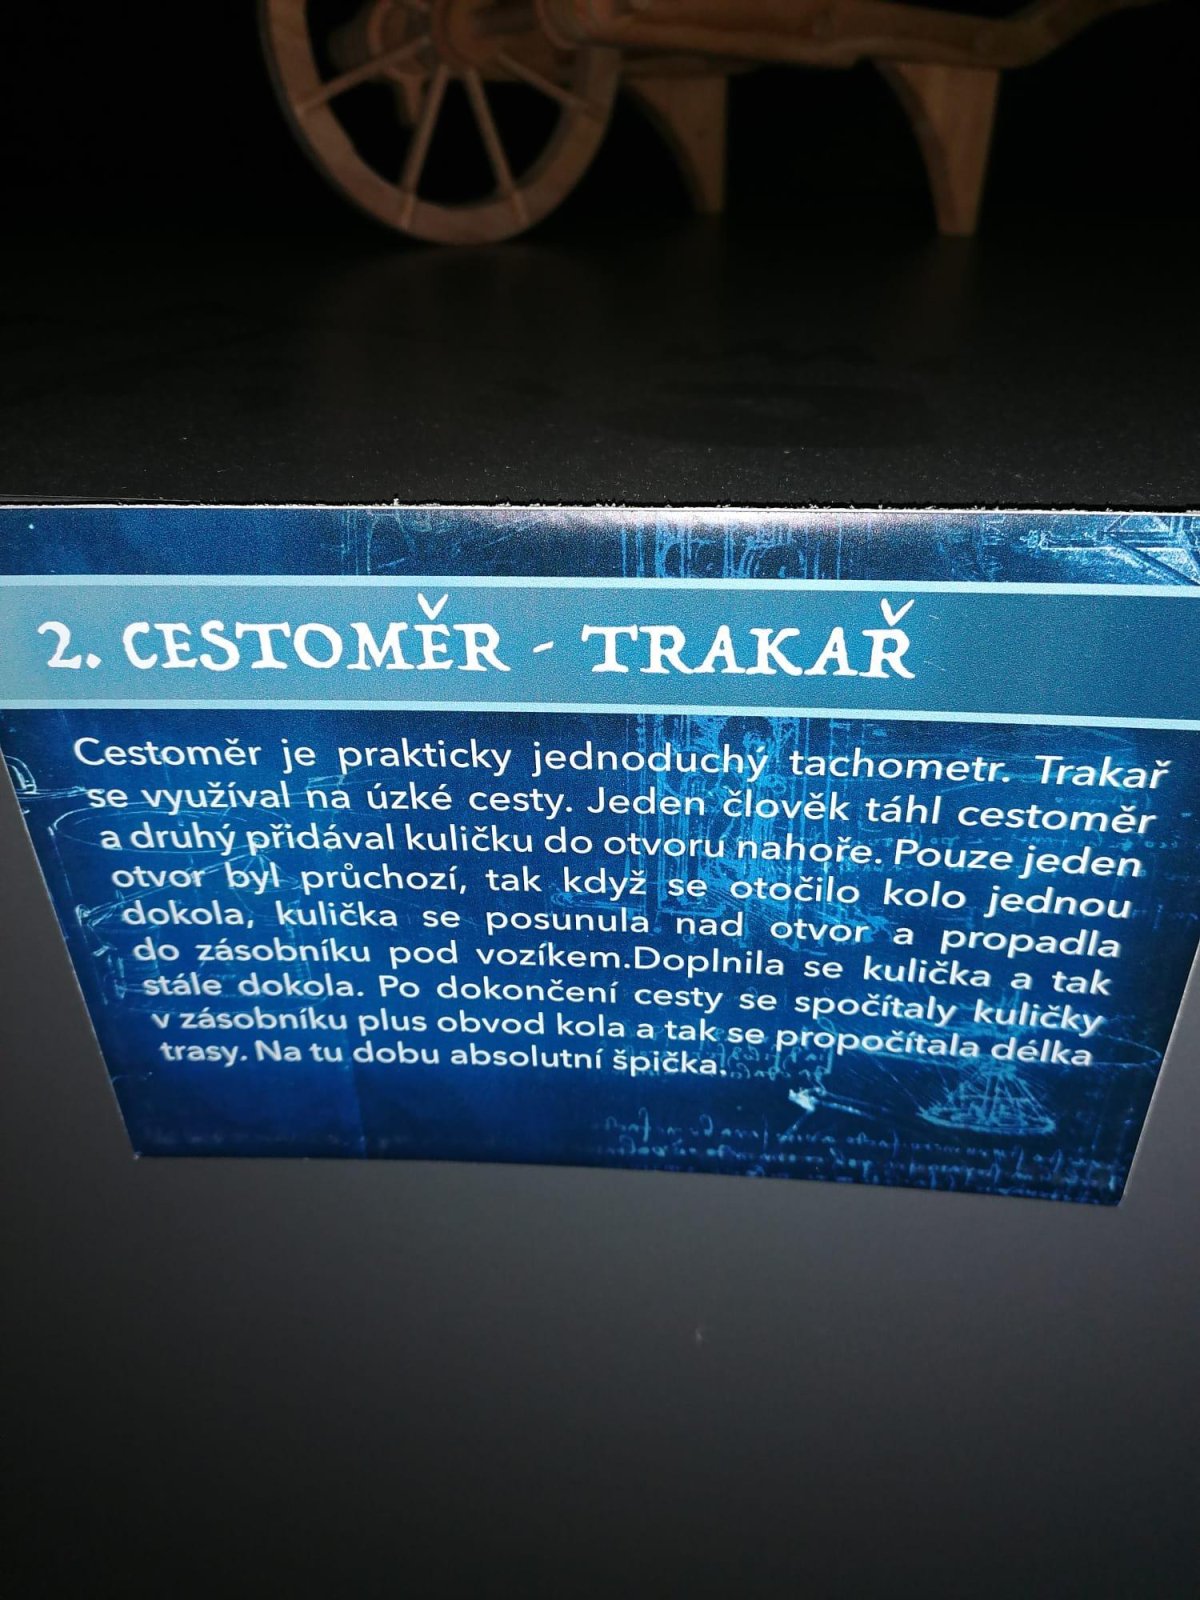 2. CESTOMĚR - TRAKAŘ
Cestoměr je prakticky jednoduchý tachometr. Trakař
se využíval na úzké cesty. Jeden člověk táhl cestoměr
a druhý přidával kuličku do otvoru nahoře. Pouze jeden
otvor byl průchozí, tak když se otočilo kolo jednou
dokola, kulička se posunula nad otvor a propadla
do zásobníku pod vozíkem.Doplnila se kulička a tak
stále dokola. Po dokončení cesty se spočítaly kuličky
v zásobníku plus obvod kola a tak se propočítala délka
trasy. Na tu dobu absolutní špička.